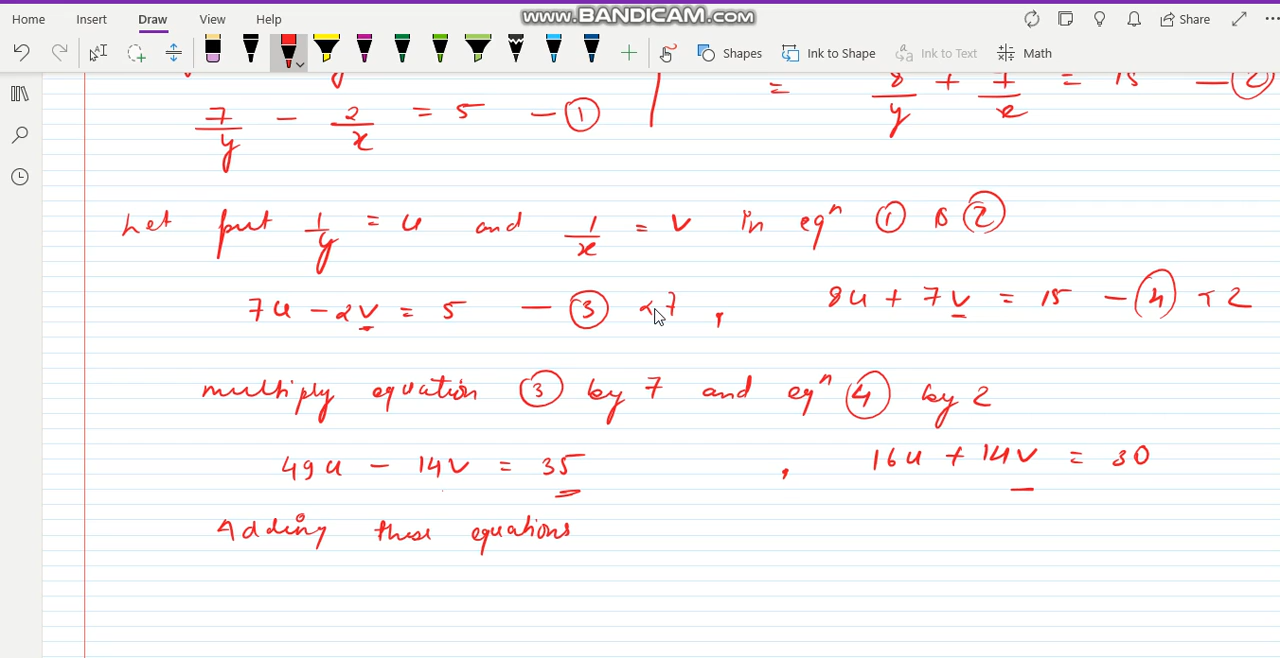 www.BANDICAM.com
Home Insert Draw View Help Share
Shapes Ink to Shape Ink to Text Math
7/y - 2/x = 5 - ① = 8/y + 7/x = 15 - ②
Let put 1/y = u and 1/x = v in eqⁿ ① & ②
7u - 2v = 5 - ③ ×7 , 8u + 7v = 15 - ④ × 2
multiply equation ③ by 7 and eqⁿ ④ by 2
49u - 14v = 35 , 16u + 14v = 30
Adding these equations